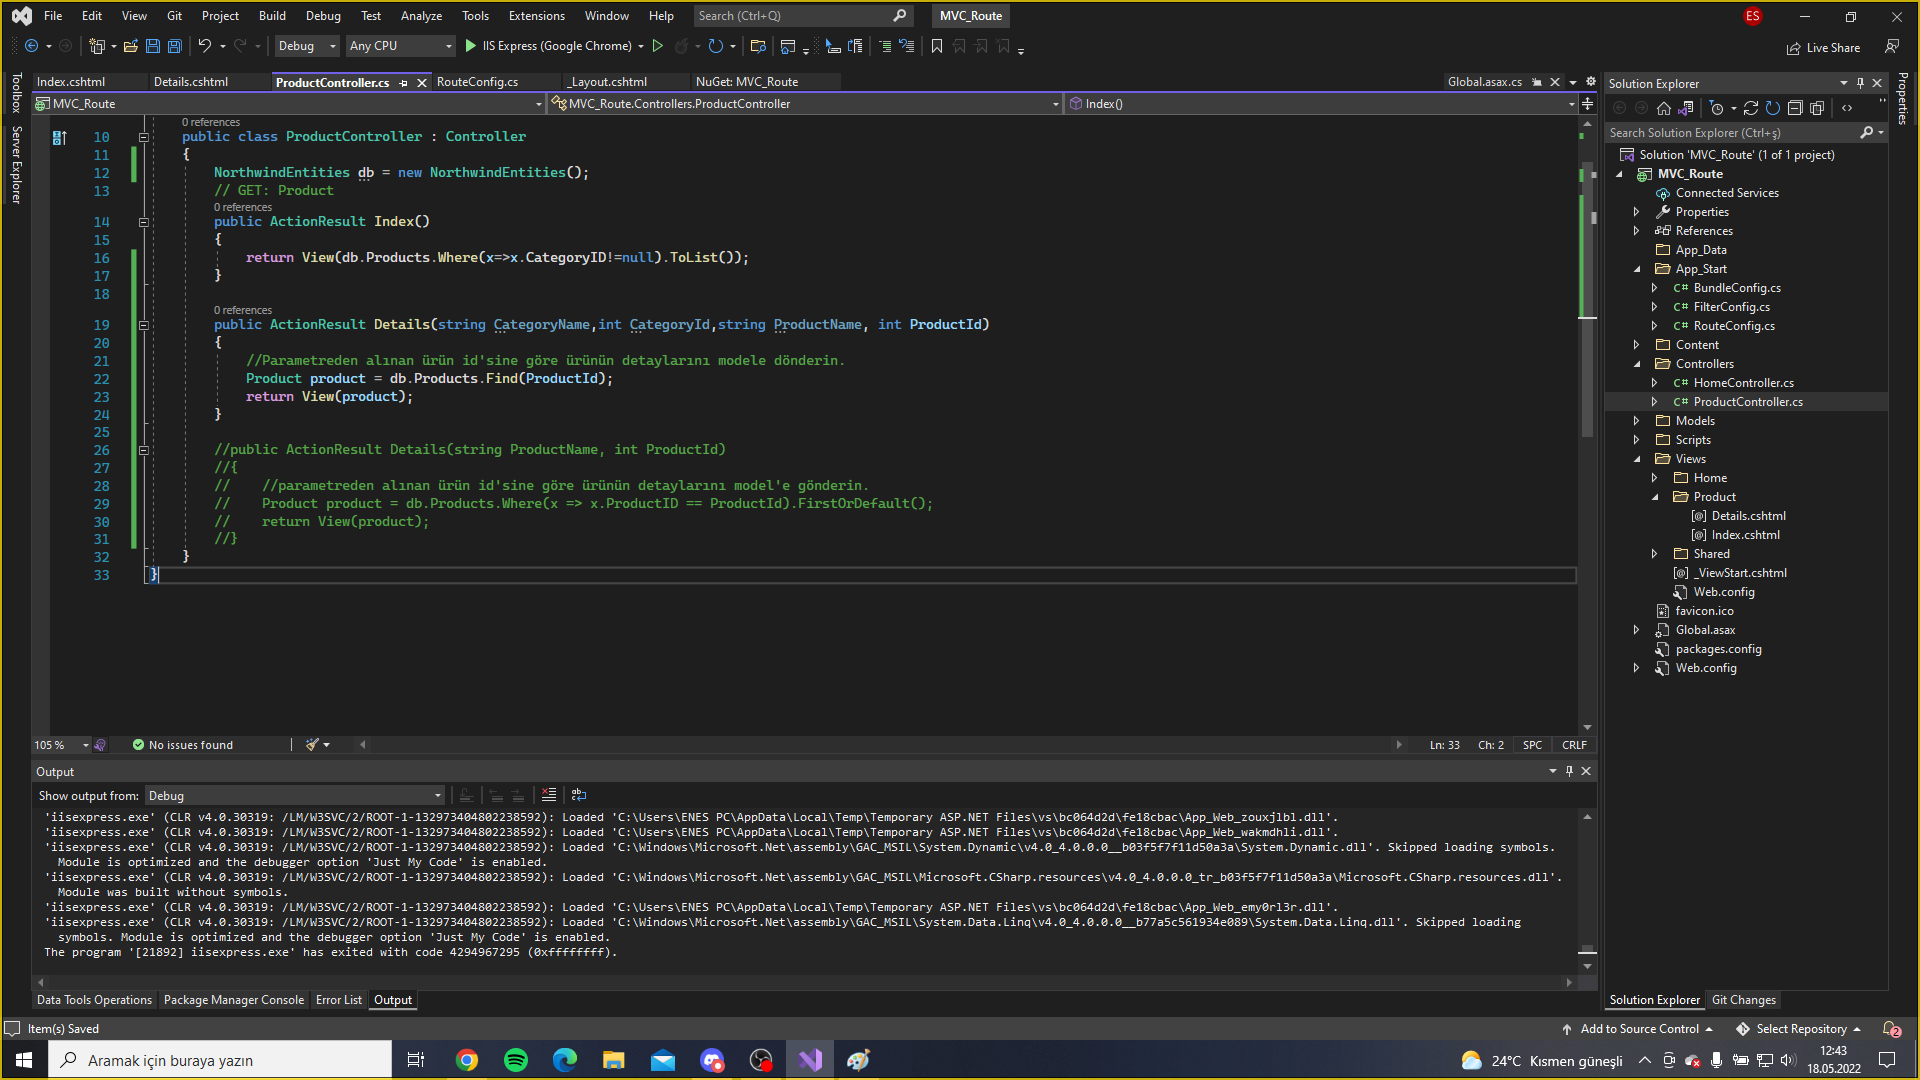 File Edit View Git Project Build Debug Test Analyze Tools Extensions Window Help Search (Ctrl+Q) MVC_Route ES
Debug Any CPU IIS Express (Google Chrome) Live Share
Index.cshtml Details.cshtml ProductController.cs RouteConfig.cs _Layout.cshtml NuGet: MVC_Route Global.asax.cs
MVC_Route MVC_Route.Controllers.ProductController Index()
Toolbox
Server Explorer
0 references
10 public class ProductController : Controller
11 {
12 NorthwindEntities db = new NorthwindEntities();
13 // GET: Product
0 references
14 public ActionResult Index()
15 {
16 return View(db.Products.Where(x=>x.CategoryID!=null).ToList());
17 }
18
0 references
19 public ActionResult Details(string CategoryName,int CategoryId,string ProductName, int ProductId)
20 {
21 //Parametreden alınan ürün id'sine göre ürünün detaylarını modele dönderin.
22 Product product = db.Products.Find(ProductId);
23 return View(product);
24 }
25
26 //public ActionResult Details(string ProductName, int ProductId)
27 //{
28 // //parametreden alınan ürün id'sine göre ürünün detaylarını model'e gönderin.
29 // Product product = db.Products.Where(x => x.ProductID == ProductId).FirstOrDefault();
30 // return View(product);
31 //}
32 }
33 }
105 % No issues found Ln: 33 Ch: 2 SPC CRLF
Output
Show output from: Debug
'iisexpress.exe' (CLR v4.0.30319: /LM/W3SVC/2/ROOT-1-132973404802238592): Loaded 'C:\Users\ENES PC\AppData\Local\Temp\Temporary ASP.NET Files\vs\bc064d2d\fe18cbac\App_Web_zouxjlbl.dll'.
'iisexpress.exe' (CLR v4.0.30319: /LM/W3SVC/2/ROOT-1-132973404802238592): Loaded 'C:\Users\ENES PC\AppData\Local\Temp\Temporary ASP.NET Files\vs\bc064d2d\fe18cbac\App_Web_wakmdhli.dll'.
'iisexpress.exe' (CLR v4.0.30319: /LM/W3SVC/2/ROOT-1-132973404802238592): Loaded 'C:\Windows\Microsoft.Net\assembly\GAC_MSIL\System.Dynamic\v4.0_4.0.0.0__b03f5f7f11d50a3a\System.Dynamic.dll'. Skipped loading symbols.
Module is optimized and the debugger option 'Just My Code' is enabled.
'iisexpress.exe' (CLR v4.0.30319: /LM/W3SVC/2/ROOT-1-132973404802238592): Loaded 'C:\Windows\Microsoft.Net\assembly\GAC_MSIL\Microsoft.CSharp.resources\v4.0_4.0.0.0_tr_b03f5f7f11d50a3a\Microsoft.CSharp.resources.dll'.
Module was built without symbols.
'iisexpress.exe' (CLR v4.0.30319: /LM/W3SVC/2/ROOT-1-132973404802238592): Loaded 'C:\Users\ENES PC\AppData\Local\Temp\Temporary ASP.NET Files\vs\bc064d2d\fe18cbac\App_Web_emy0rl3r.dll'.
'iisexpress.exe' (CLR v4.0.30319: /LM/W3SVC/2/ROOT-1-132973404802238592): Loaded 'C:\Windows\Microsoft.Net\assembly\GAC_MSIL\System.Data.Linq\v4.0_4.0.0.0__b77a5c561934e089\System.Data.Linq.dll'. Skipped loading
symbols. Module is optimized and the debugger option 'Just My Code' is enabled.
The program '[21892] iisexpress.exe' has exited with code 4294967295 (0xffffffff).
Data Tools Operations Package Manager Console Error List Output
Solution Explorer
Search Solution Explorer (Ctrl+ş)
Solution 'MVC_Route' (1 of 1 project)
MVC_Route
Connected Services
Properties
References
App_Data
App_Start
C# BundleConfig.cs
C# FilterConfig.cs
C# RouteConfig.cs
Content
Controllers
C# HomeController.cs
C# ProductController.cs
Models
Scripts
Views
Home
Product
Details.cshtml
Index.cshtml
Shared
_ViewStart.cshtml
Web.config
favicon.ico
Global.asax
packages.config
Web.config
Solution Explorer Git Changes
Properties
Item(s) Saved Add to Source Control Select Repository 2
Aramak için buraya yazın 24°C Kısmen güneşli 12:43
18.05.2022